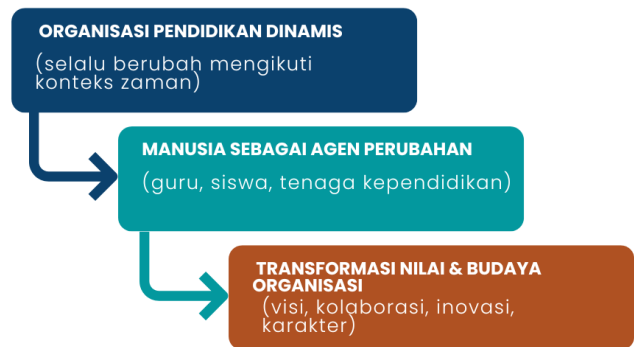 ORGANISASI PENDIDIKAN DINAMIS
(selalu berubah mengikuti
konteks zaman)
MANUSIA SEBAGAI AGEN PERUBAHAN
(guru, siswa, tenaga kependidikan)
TRANSFORMASI NILAI & BUDAYA
ORGANISASI
(visi, kolaborasi, inovasi,
karakter)